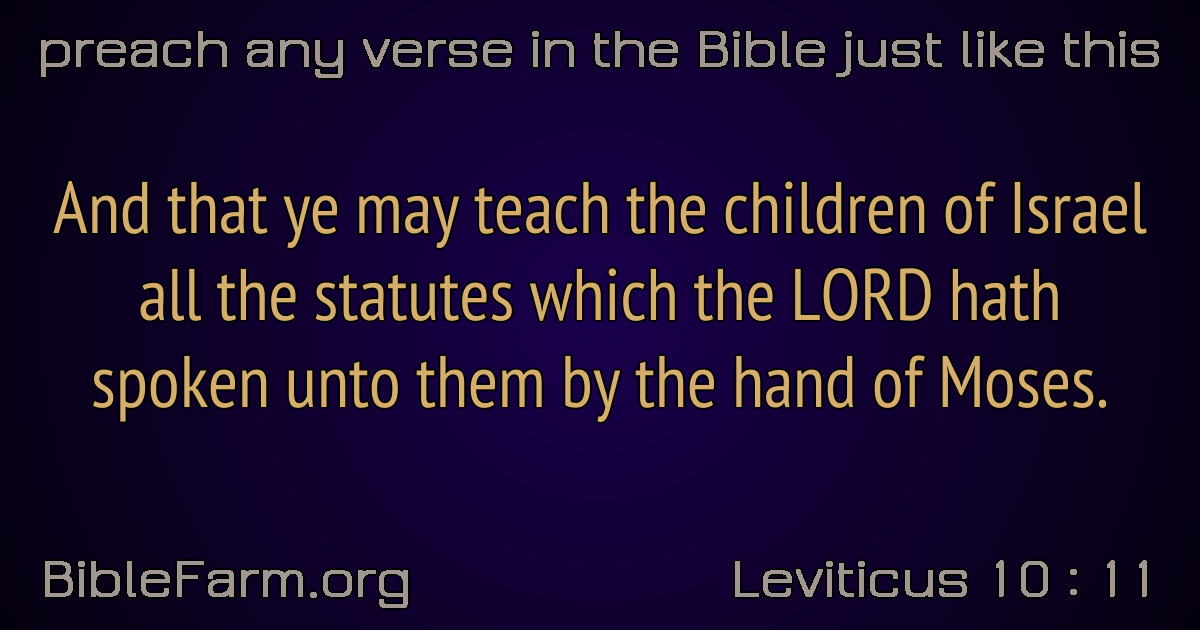 preach any verse in the Bible just like this
And that ye may teach the children of Israel
all the statutes which the LORD hath
spoken unto them by the hand of Moses.
BibleFarm.org
Leviticus 10 : 11